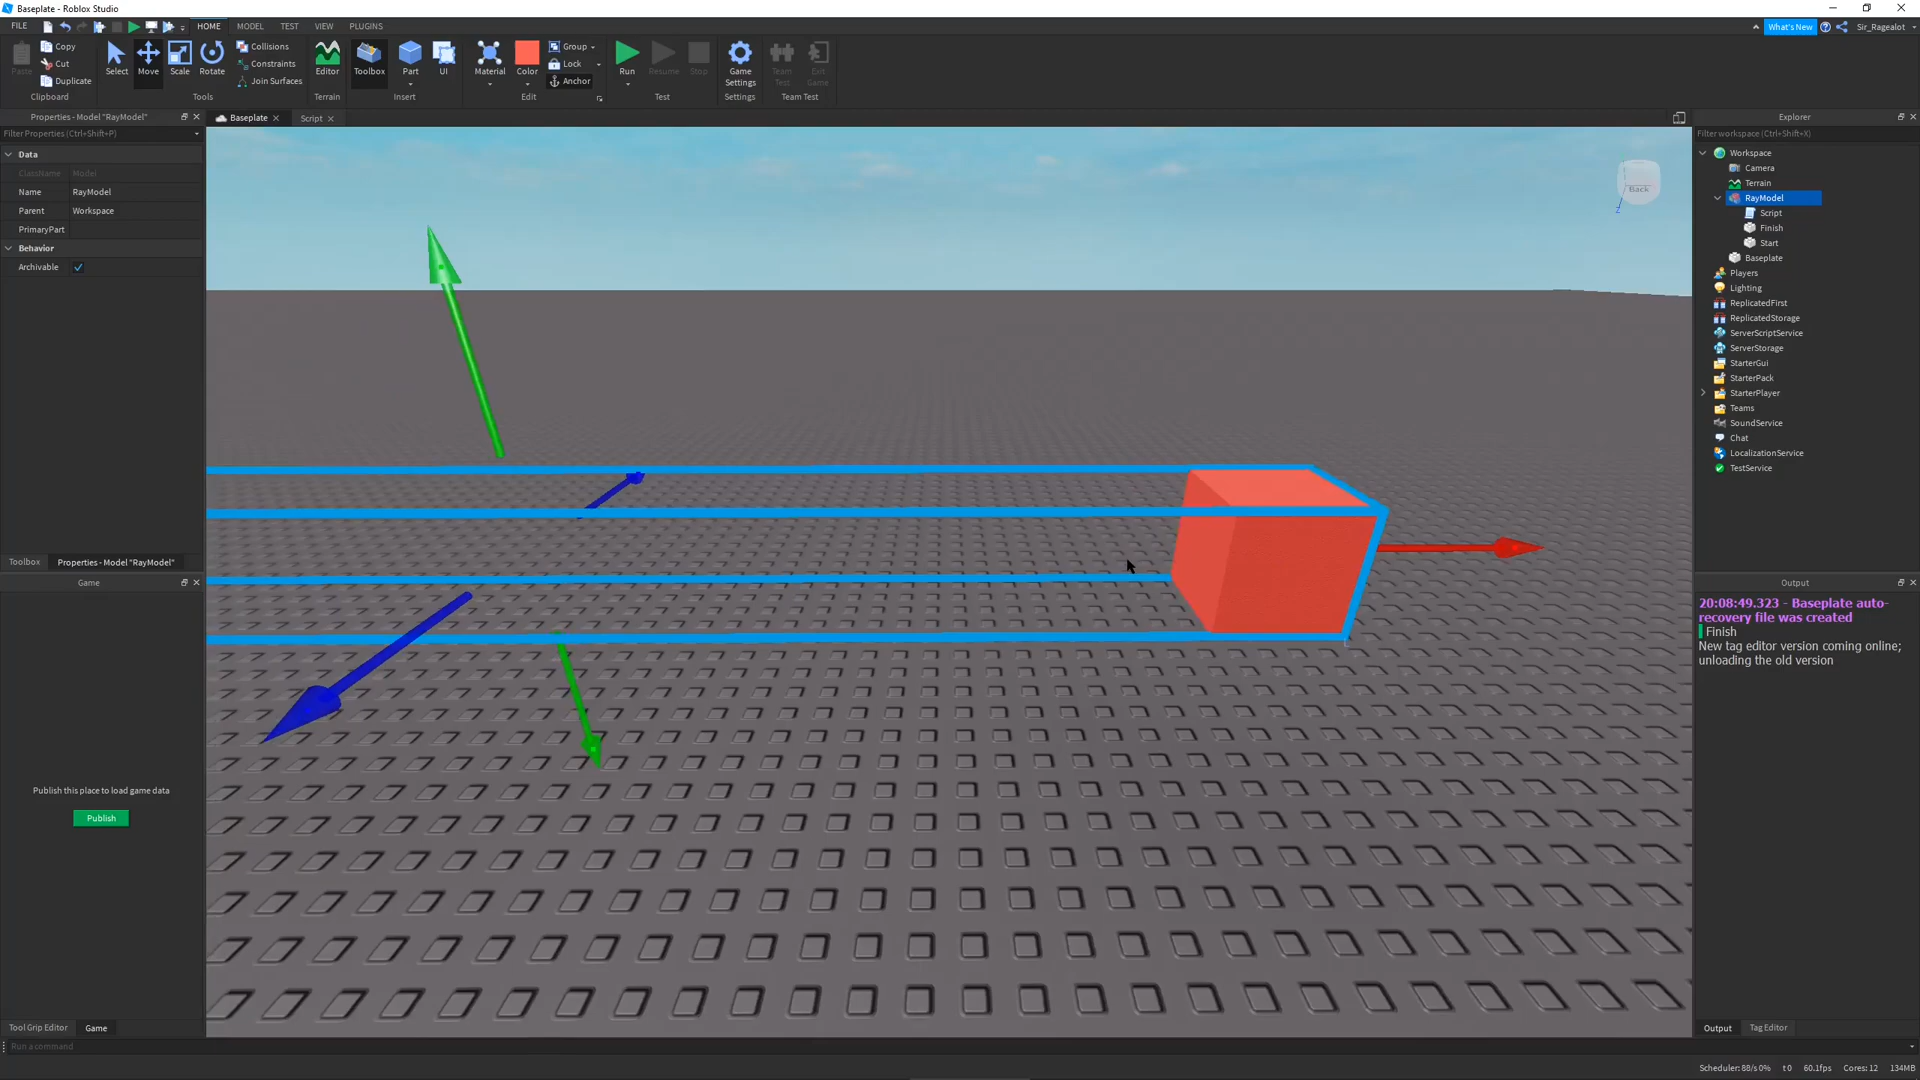 Baseplate - Roblox Studio
FILE
HOME
MODEL
TEST
VIEW
PLUGINS
What's New
Sir_Ragealot
Paste
Copy
Cut
Duplicate
Clipboard
Select
Move
Scale
Rotate
Collisions
Constraints
Join Surfaces
Tools
Editor
Terrain
Toolbox
Part
UI
Insert
Material
Color
Group
Lock
Anchor
Edit
Run
Resume
Stop
Test
Game
Settings
Settings
Team
Test
Exit
Game
Team Test
Properties - Model "RayModel"
Filter Properties (Ctrl+Shift+P)
Data
ClassName Model
Name RayModel
Parent Workspace
PrimaryPart
Behavior
Archivable
Toolbox
Properties - Model "RayModel"
Game
Publish this place to load game data
Publish
Tool Grip Editor
Game
Run a command
Baseplate
Script
Back
Z
Explorer
Filter workspace (Ctrl+Shift+X)
Workspace
Camera
Terrain
RayModel
Script
Finish
Start
Baseplate
Players
Lighting
ReplicatedFirst
ReplicatedStorage
ServerScriptService
ServerStorage
StarterGui
StarterPack
StarterPlayer
Teams
SoundService
Chat
LocalizationService
TestService
Output
20:08:49.323 - Baseplate auto-
recovery file was created
Finish
New tag editor version coming online;
unloading the old version
Output
Tag Editor
Scheduler: 88/s 0% t 0 60.1fps Cores: 12 134MB